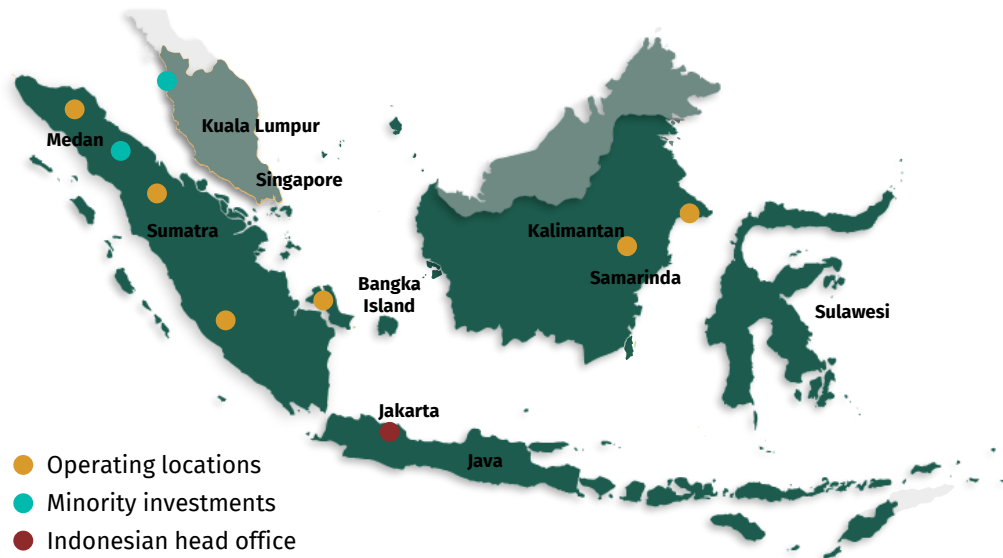 Kuala Lumpur
Medan
Singapore
Sumatra
Kalimantan
Bangka
Island
Samarinda
Sulawesi
Jakarta
Java
Operating locations
Minority investments
Indonesian head office